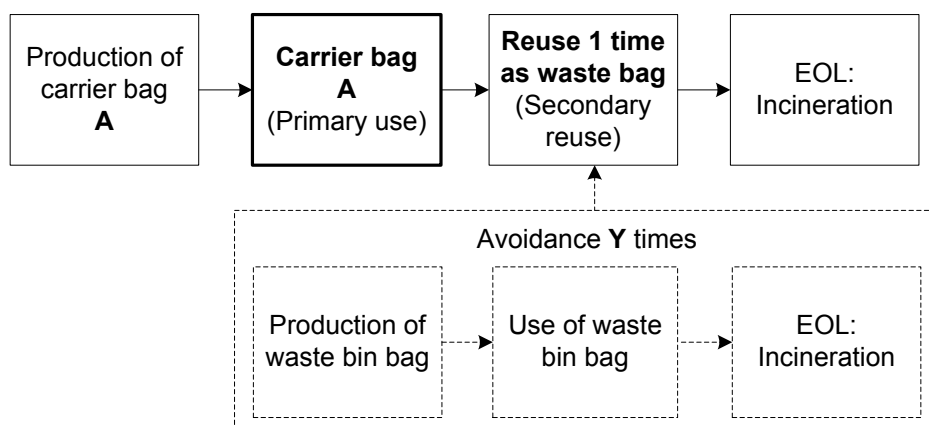 Production of
carrier bag
A
Carrier bag
A
(Primary use)
Reuse 1 time
as waste bag
(Secondary
reuse)
EOL:
Incineration
Avoidance Y times
Production of
waste bin bag
Use of waste
bin bag
EOL:
Incineration